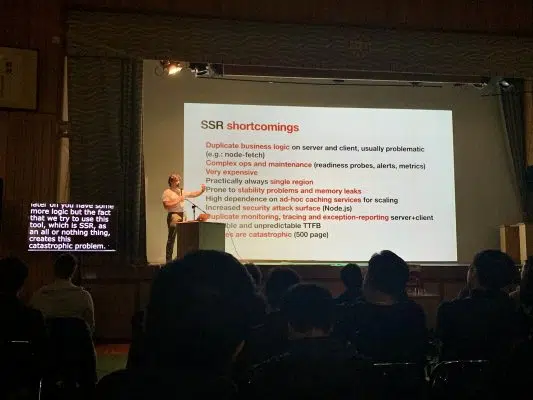 SSR shortcomings
Duplicate business logic on server and client, usually problematic
(e.g.: node-fetch)
Complex ops and maintenance (readiness probes, alerts, metrics)
Very expensive
Practically always single region
Prone to stability problems and memory leaks
High dependence on ad-hoc caching services for scaling
Increased security attack surface (Node.js)
Duplicate monitoring, tracing and exception-reporting server+client
and unpredictable TTFB
are catastrophic (500 page)
later on you have some
more logic but the fact
that we try to use this
tool, which is SSR, as
an all or nothing thing,
creates this
catastrophic problem.